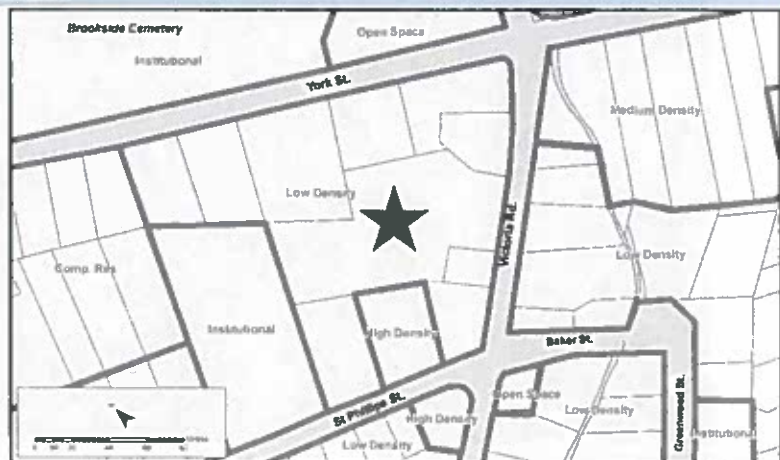 Brookside Cemetery
Institutional
Open Space
York St.
Medium Density
Low Density
Victoria Rd.
Low Density
Comp. Res
Institutional
High Density
Baker St.
St Phillips St.
High Density
Open Space
Low Density
Low Density
Greenwood St.
Institutional